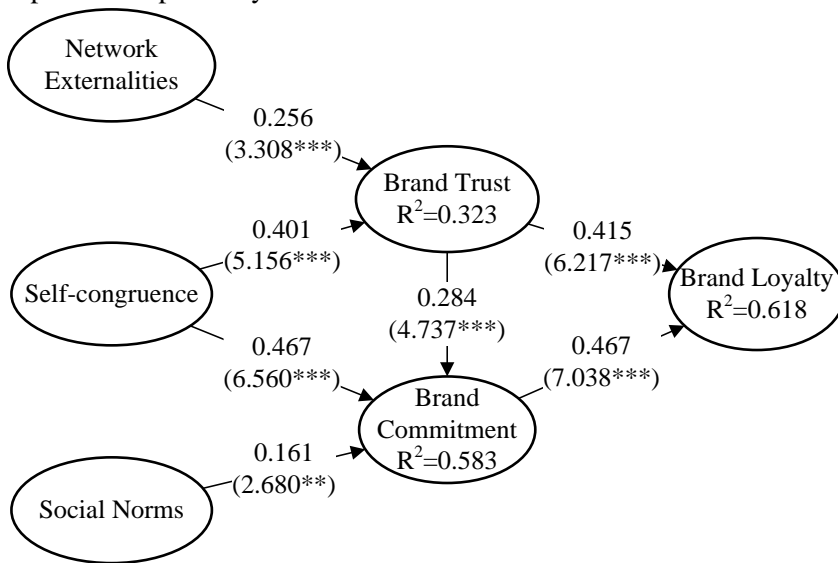 Network
Externalities
0.256
(3.308***)
Brand Trust
R²=0.323
0.401
(5.156***)
0.415
(6.217***)
Self-congruence
0.284
(4.737***)
Brand Loyalty
R²=0.618
0.467
(6.560***)
0.467
(7.038***)
Brand
Commitment
R²=0.583
0.161
(2.680**)
Social Norms